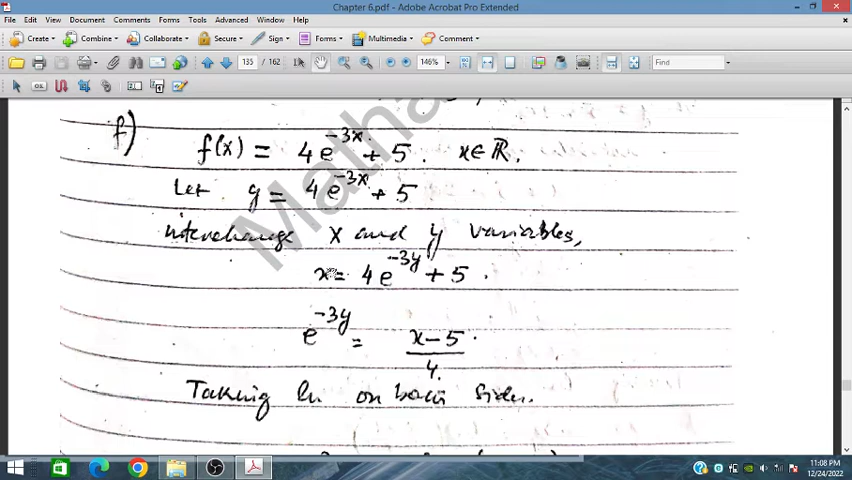 Chapter 6.pdf - Adobe Acrobat Pro Extended
File Edit View Document Comments Forms Tools Advanced Window Help
Create Combine Collaborate Secure Sign Forms Multimedia Comment
135 / 162 146% Find
f) f(x) = 4e^{-3x} + 5. x∈ℝ.
Let y = 4e^{-3x} + 5
interchange x and y variables,
x = 4e^{-3y} + 5.
e^{-3y} = \frac{x-5}{4}.
Taking ln on both sides.
Matha
11:08 PM
12/24/2022